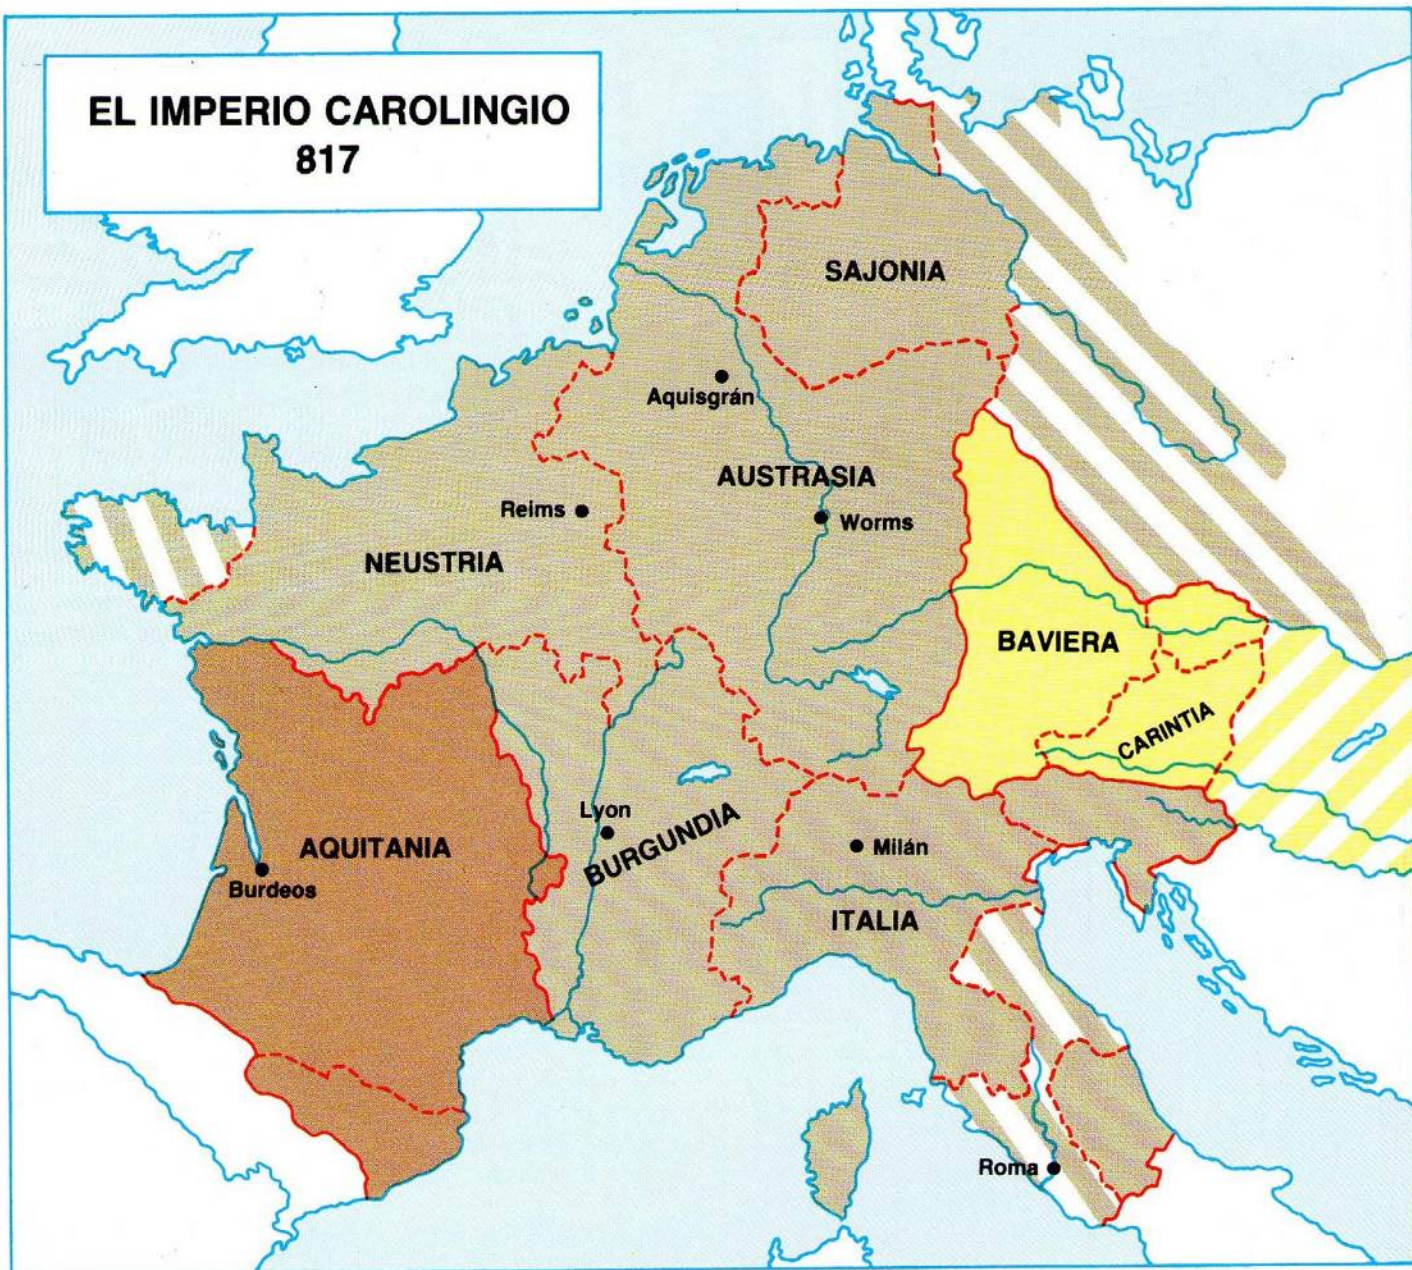 EL IMPERIO CAROLINGIO
817
SAJONIA
Aquisgrán
AUSTRASIA
Reims
Worms
NEUSTRIA
BAVIERA
CARINTIA
Lyon
BURGUNDIA
AQUITANIA
Milán
Burdeos
ITALIA
Roma